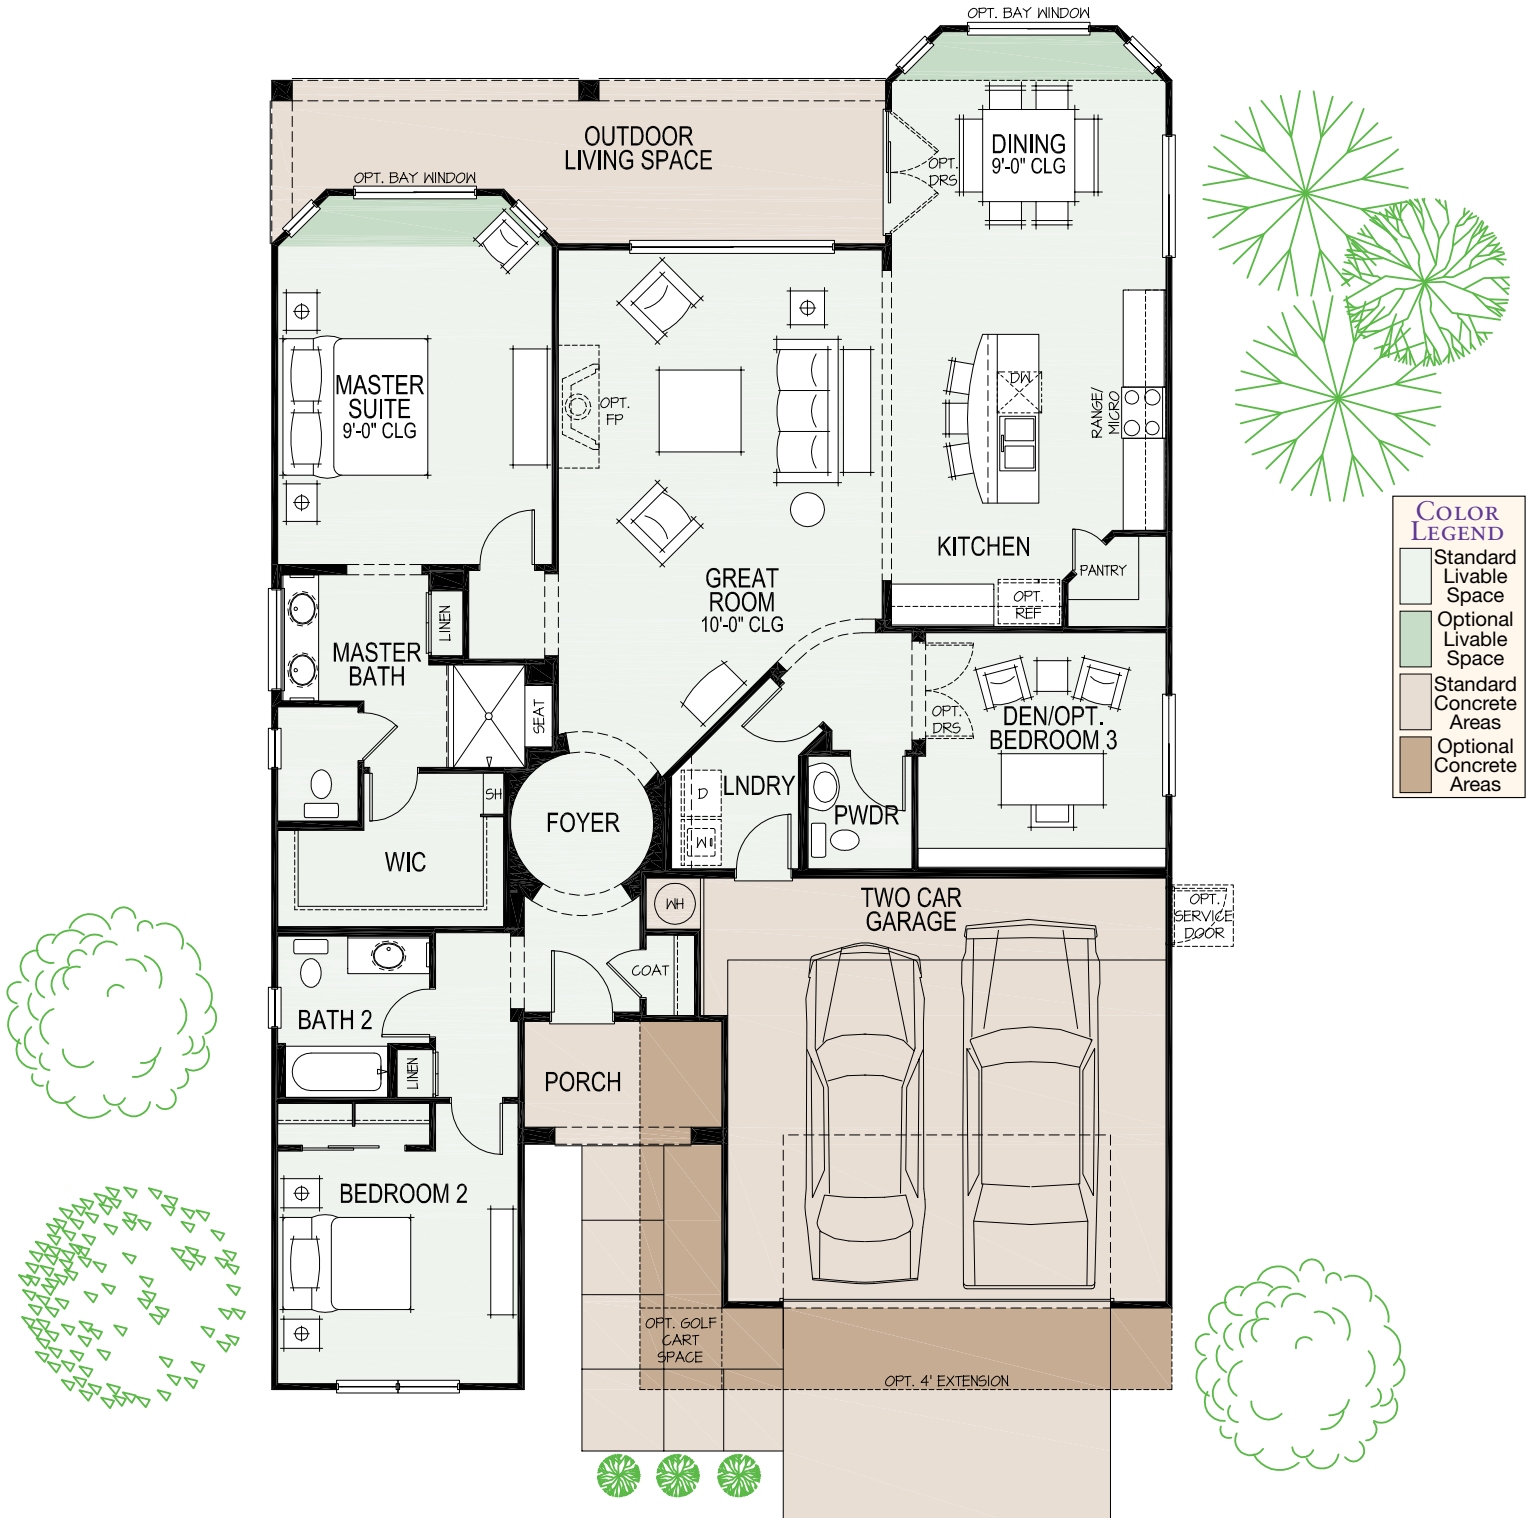 OPT. BAY WINDOW
OUTDOOR
LIVING SPACE
DINING
9'-0" CLG
OPT.
DRS
OPT. BAY WINDOW
MASTER
SUITE
9'-0" CLG
OPT.
FP
DW
RANGE/
MICRO
COLOR
LEGEND
Standard
Livable
Space
Optional
Livable
Space
Standard
Concrete
Areas
Optional
Concrete
Areas
KITCHEN
PANTRY
GREAT
ROOM
10'-0" CLG
OPT.
REF
LINEN
MASTER
BATH
SEAT
OPT.
DRS
DEN/OPT.
BEDROOM 3
D
LNDRY
SH
FOYER
PWDR
W
WIC
TWO CAR
GARAGE
WH
OPT.
SERVICE
DOOR
COAT
BATH 2
LINEN
PORCH
BEDROOM 2
OPT. GOLF
CART
SPACE
OPT. 4' EXTENSION